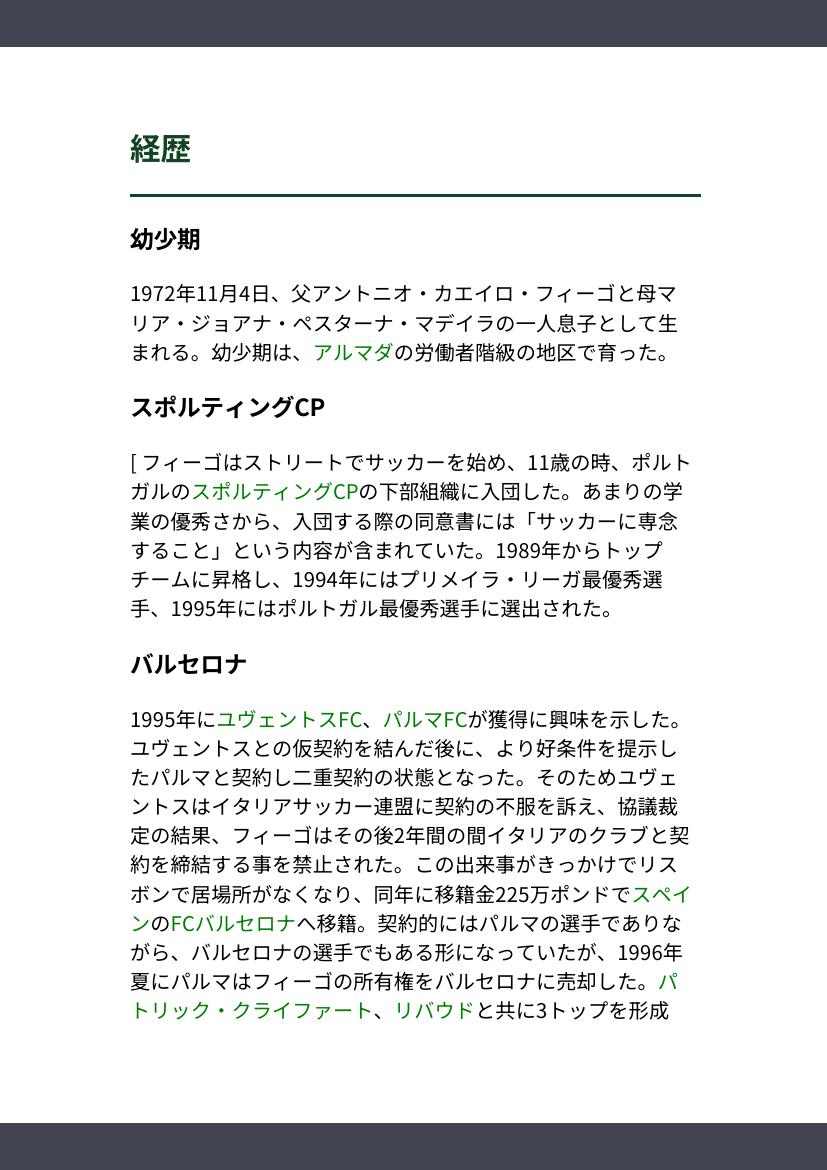 経歴
幼少期
1972年11月4日、父アントニオ・カエイロ・フィーゴと母マ
リア・ジョアナ・ペスターナ・マデイラの一人息子として生
まれる。幼少期は、アルマダの労働者階級の地区で育った。
スポルティングCP
[ フィーゴはストリートでサッカーを始め、11歳の時、ポルト
ガルのスポルティングCPの下部組織に入団した。あまりの学
業の優秀さから、入団する際の同意書には「サッカーに専念
すること」という内容が含まれていた。1989年からトップ
チームに昇格し、1994年にはプリメイラ・リーガ最優秀選
手、1995年にはポルトガル最優秀選手に選出された。
バルセロナ
1995年にユヴェントスFC、パルマFCが獲得に興味を示した。
ユヴェントスとの仮契約を結んだ後に、より好条件を提示し
たパルマと契約し二重契約の状態となった。そのためユヴェ
ントスはイタリアサッカー連盟に契約の不服を訴え、協議裁
定の結果、フィーゴはその後2年間の間イタリアのクラブと契
約を締結する事を禁止された。この出来事がきっかけでリス
ボンで居場所がなくなり、同年に移籍金225万ポンドでスペイ
ンのFCバルセロナへ移籍。契約的にはパルマの選手でありな
がら、バルセロナの選手でもある形になっていたが、1996年
夏にパルマはフィーゴの所有権をバルセロナに売却した。パ
トリック・クライファート、リバウドと共に3トップを形成